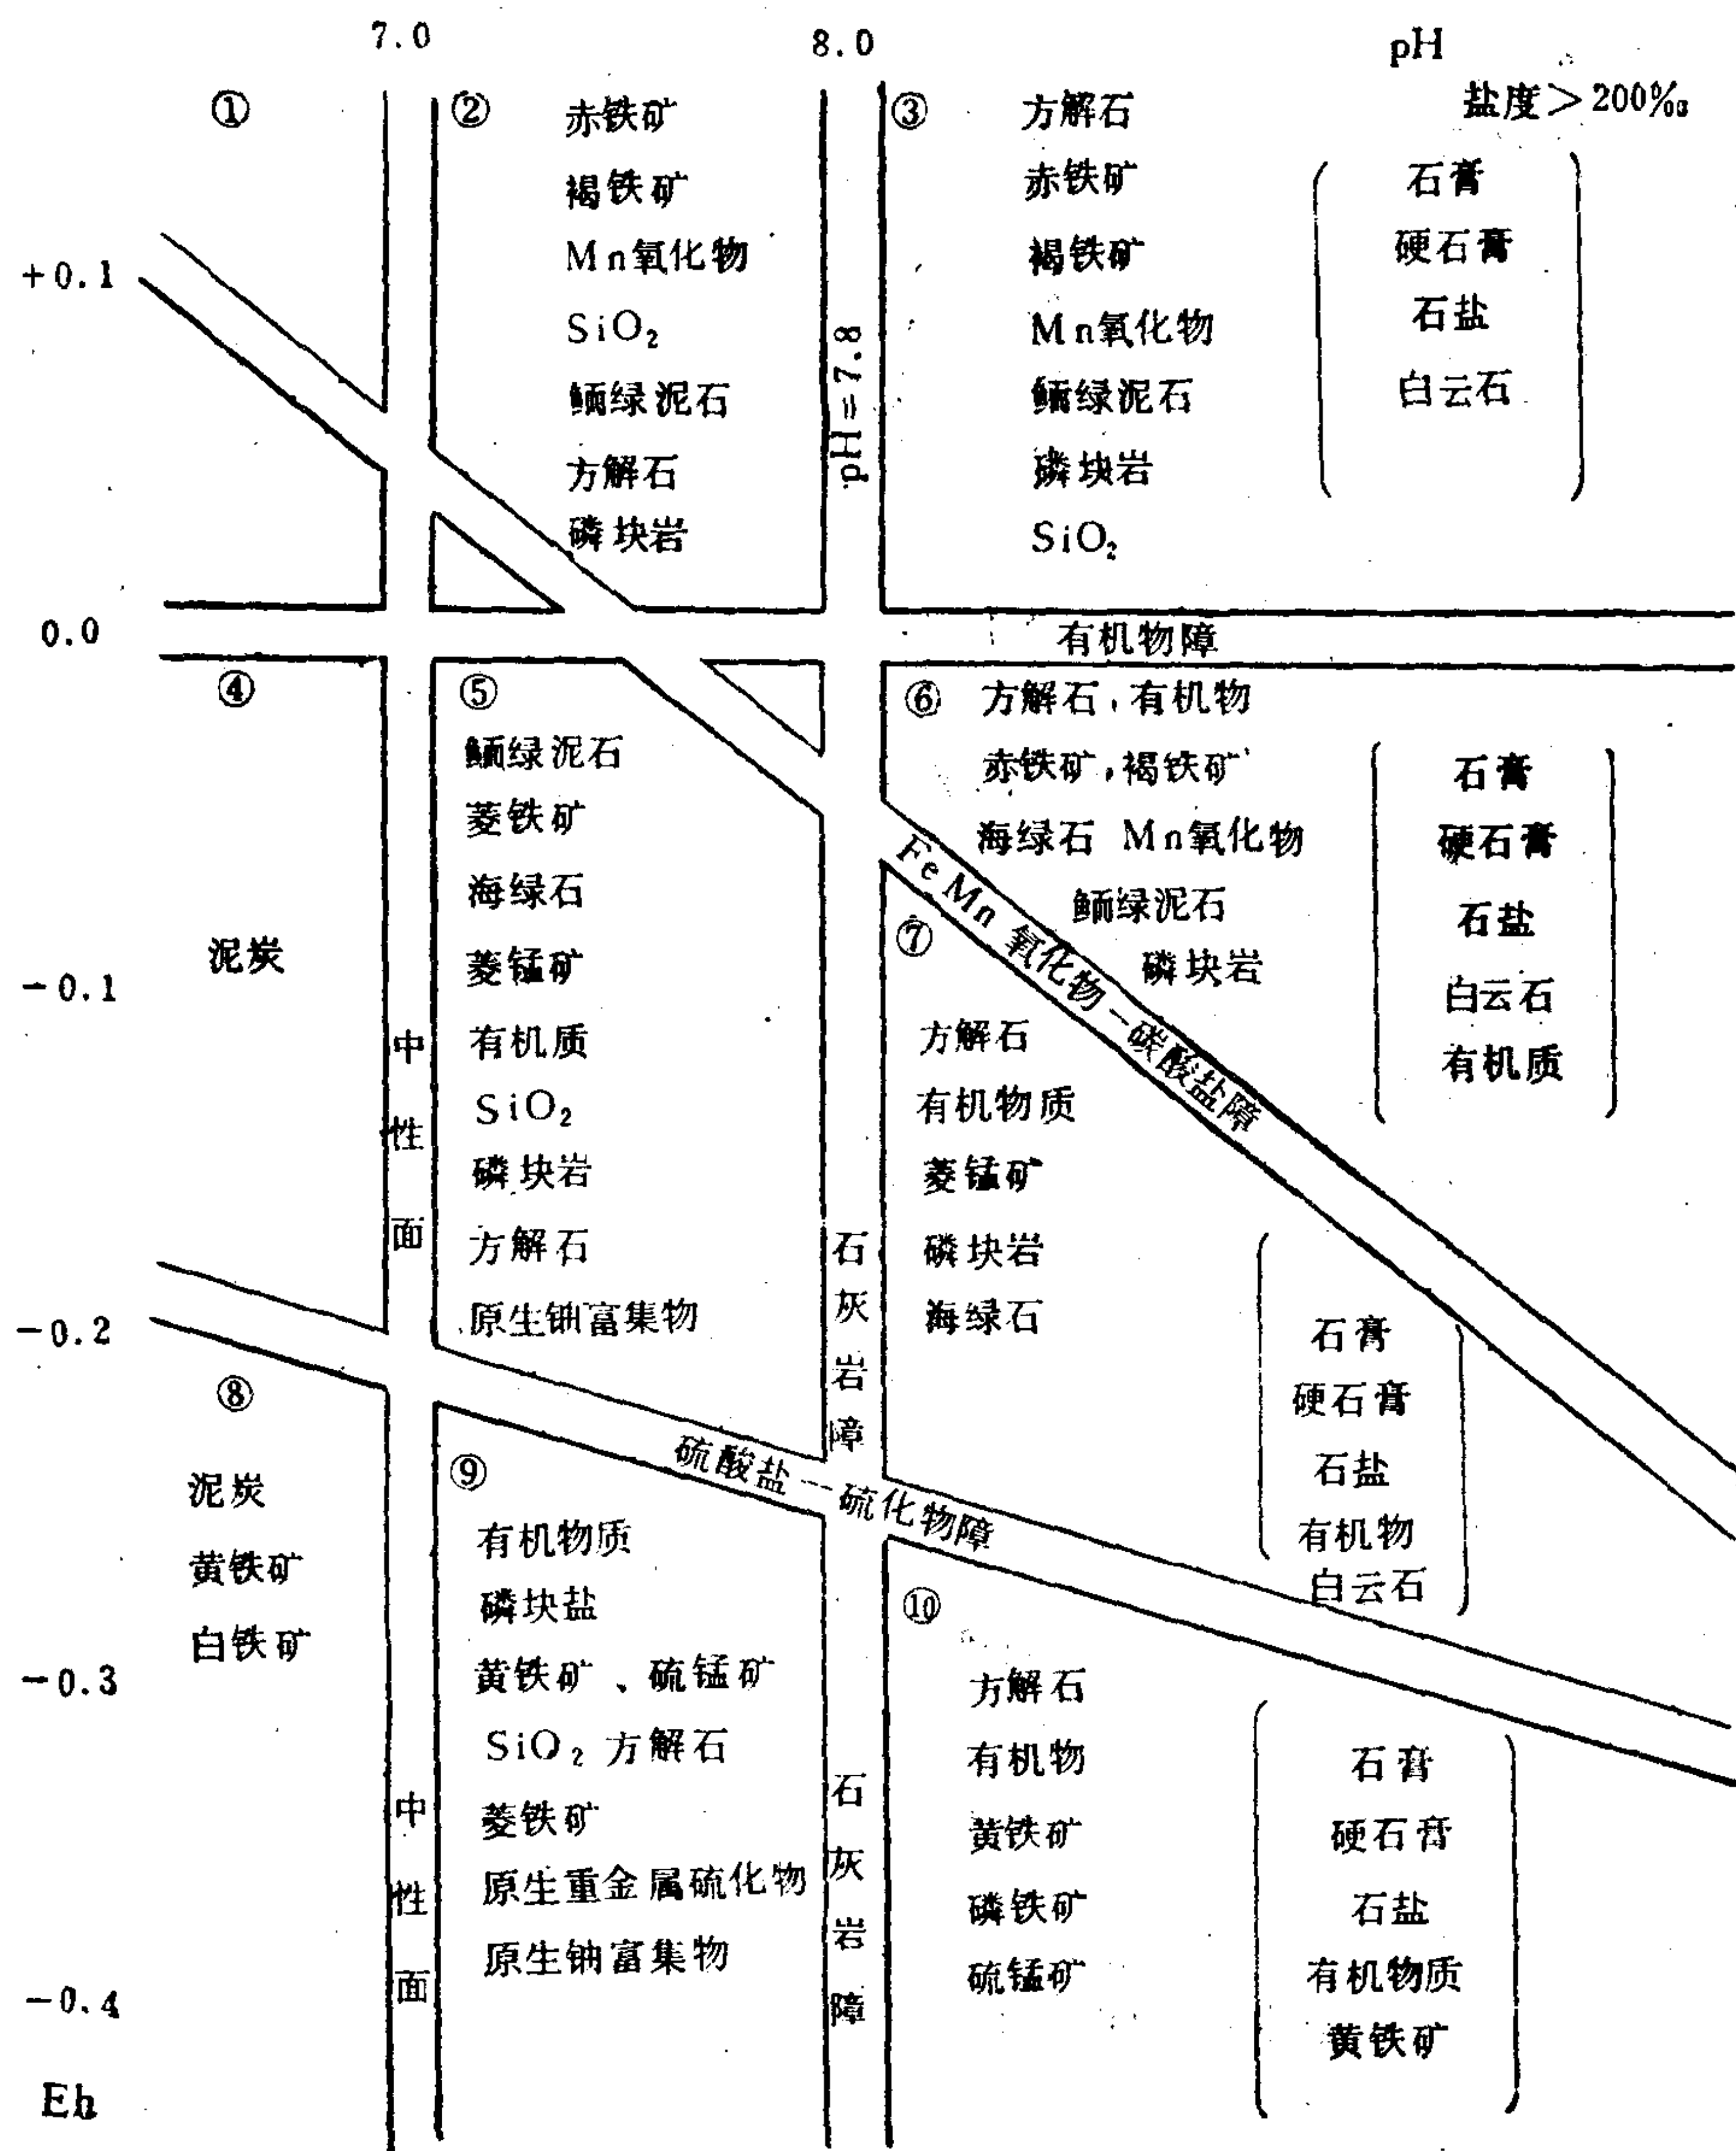 7.0 8.0 pH
盐度＞200‰
①
②
赤铁矿
褐铁矿
Mn氧化物
SiO₂
鲕绿泥石
方解石
磷块岩
pH=7.8
③
方解石
赤铁矿
褐铁矿
Mn氧化物
鲕绿泥石
磷块岩
SiO₂
石膏
硬石膏
石盐
白云石
+0.1
0.0
-0.1
-0.2
-0.3
-0.4
Eh
有机物障
④
泥炭
中性面
⑤
鲕绿泥石
菱铁矿
海绿石
菱锰矿
有机质
SiO₂
磷块岩
方解石
原生铀富集物
石灰岩障
⑥
方解石,有机物
赤铁矿,褐铁矿
海绿石 Mn氧化物
鲕绿泥石
磷块岩
石膏
硬石膏
石盐
白云石
有机质
FeMn氧化物-碳酸盐障
⑦
方解石
有机物质
菱锰矿
磷块岩
海绿石
石膏
硬石膏
石盐
有机物
白云石
硫酸盐--硫化物障
⑧
泥炭
黄铁矿
白铁矿
中性面
⑨
有机物质
磷块盐
黄铁矿、硫锰矿
SiO₂ 方解石
菱铁矿
原生重金属硫化物
原生铀富集物
石灰岩障
⑩
方解石
有机物
黄铁矿
磷铁矿
硫锰矿
石膏
硬石膏
石盐
有机物质
黄铁矿